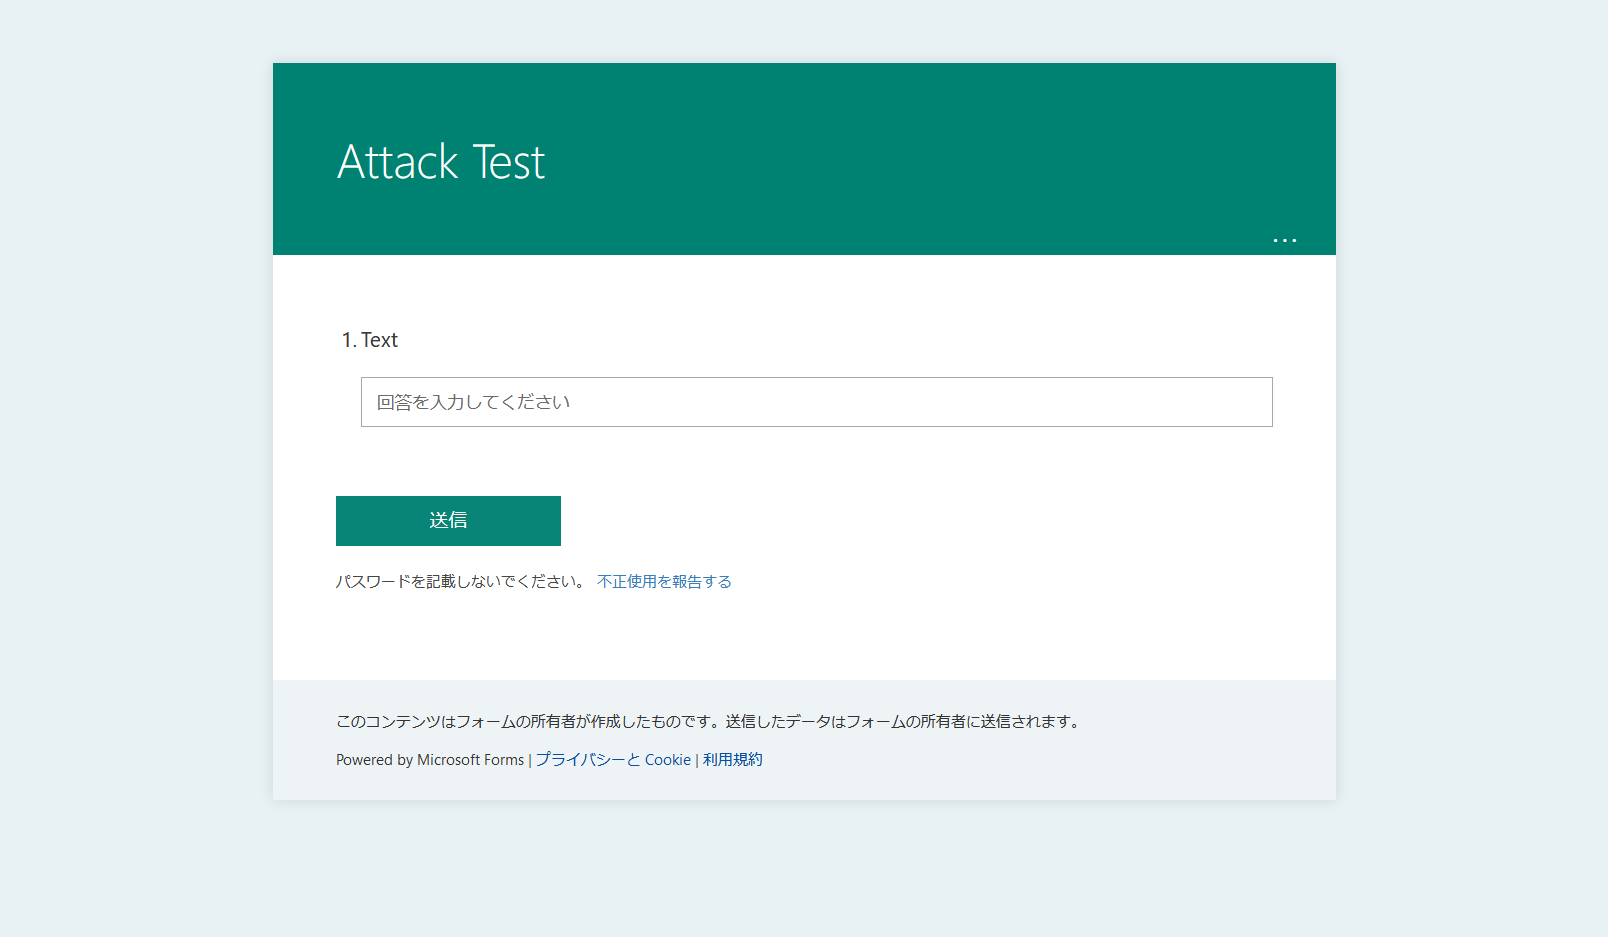 Attack Test
...
1. Text
回答を入力してください
送信
パスワードを記載しないでください。 不正使用を報告する
このコンテンツはフォームの所有者が作成したものです。送信したデータはフォームの所有者に送信されます。
Powered by Microsoft Forms | プライバシーと Cookie | 利用規約